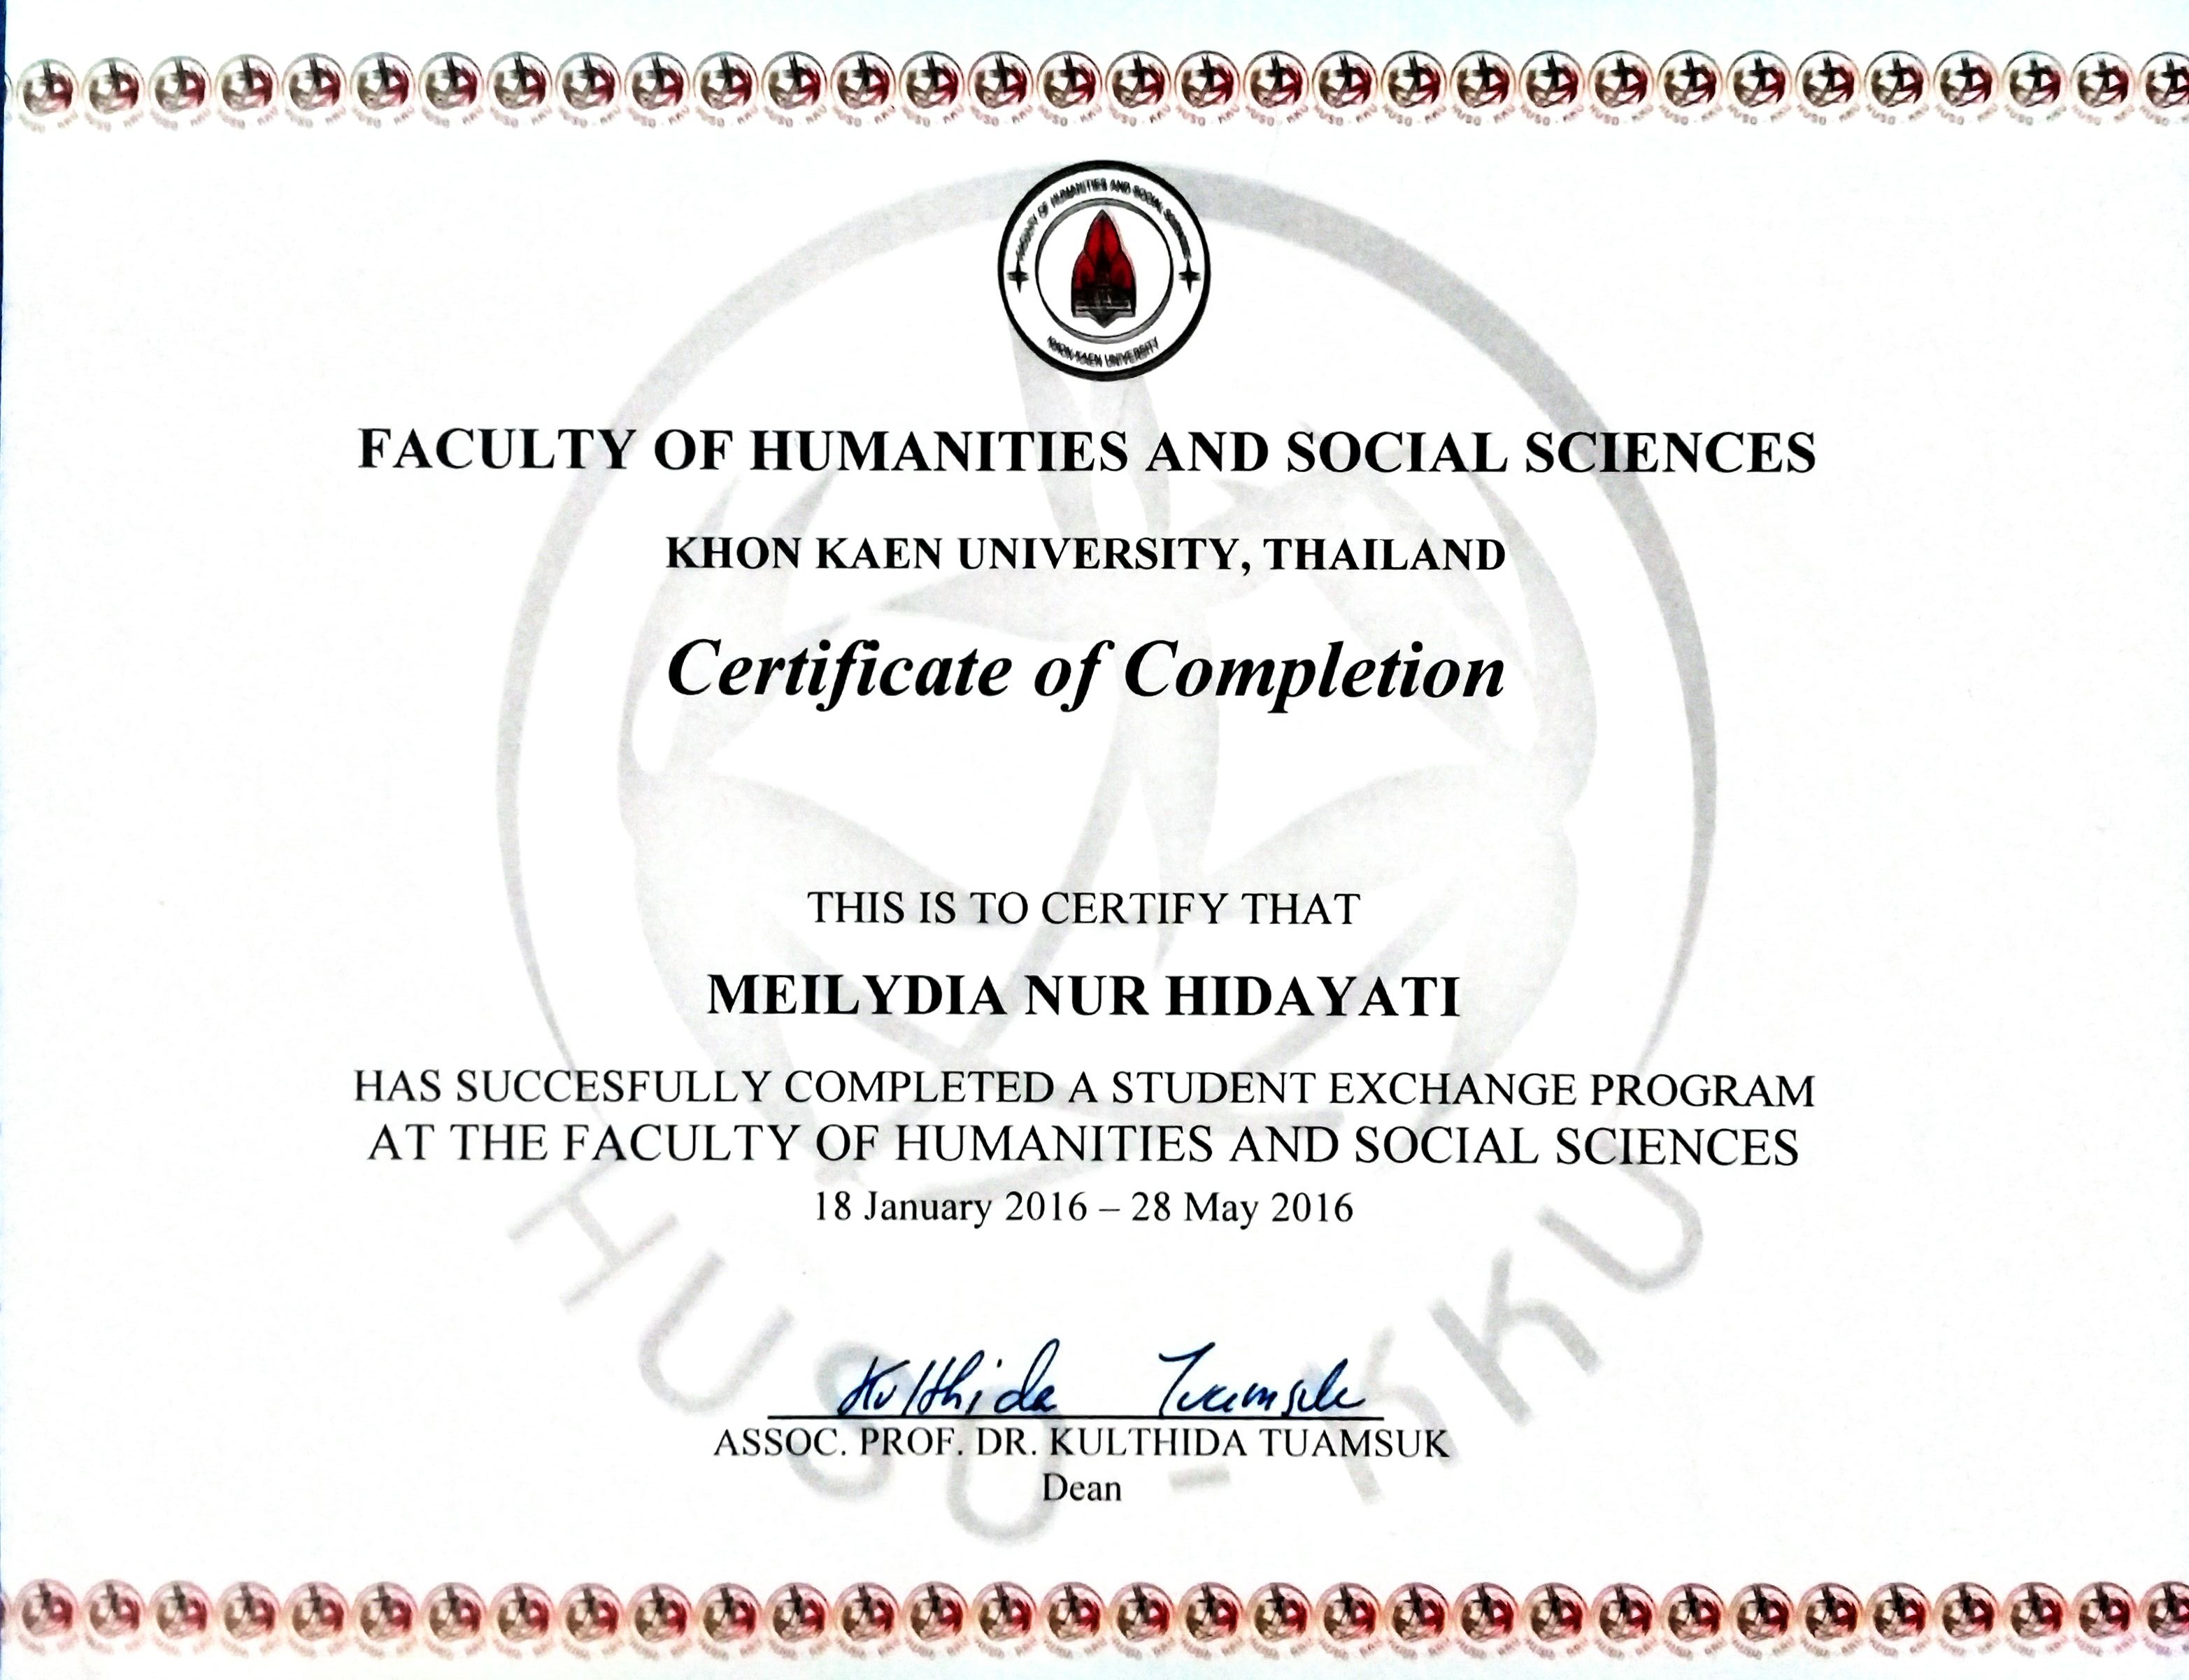 FACULTY OF HUMANITIES AND SOCIAL SCIENCES
KHON KAEN UNIVERSITY
FACULTY OF HUMANITIES AND SOCIAL SCIENCES
KHON KAEN UNIVERSITY, THAILAND
Certificate of Completion
THIS IS TO CERTIFY THAT
MEILYDIA NUR HIDAYATI
HAS SUCCESFULLY COMPLETED A STUDENT EXCHANGE PROGRAM
AT THE FACULTY OF HUMANITIES AND SOCIAL SCIENCES
18 January 2016 – 28 May 2016
HUSO - KKU
Kulthida Tuamsuk
ASSOC. PROF. DR. KULTHIDA TUAMSUK
Dean